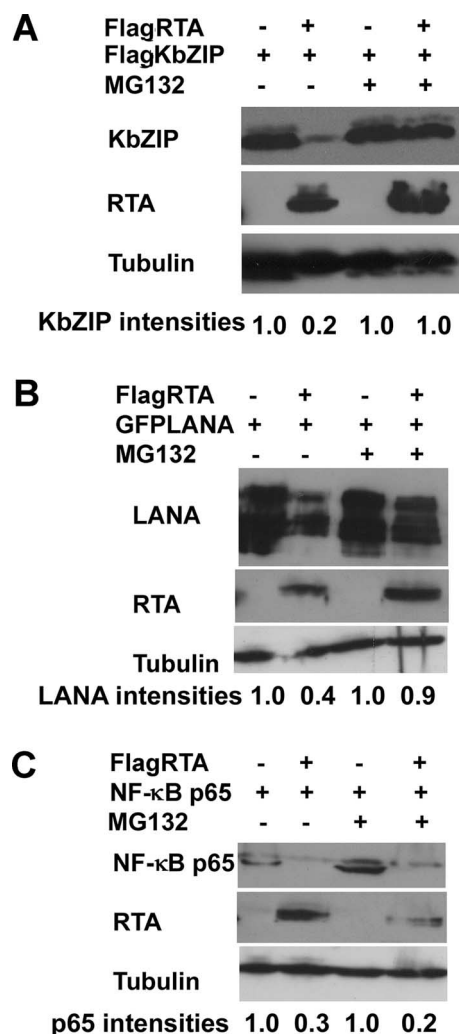 A
FlagRTA - + - +
FlagKbZIP + + + +
MG132 - - + +
KbZIP
RTA
Tubulin
KbZIP intensities 1.0 0.2 1.0 1.0
B
FlagRTA - + - +
GFPLANA + + + +
MG132 - - + +
LANA
RTA
Tubulin
LANA intensities 1.0 0.4 1.0 0.9
C
FlagRTA - + - +
NF-κB p65 + + + +
MG132 - - + +
NF-κB p65
RTA
Tubulin
p65 intensities 1.0 0.3 1.0 0.2